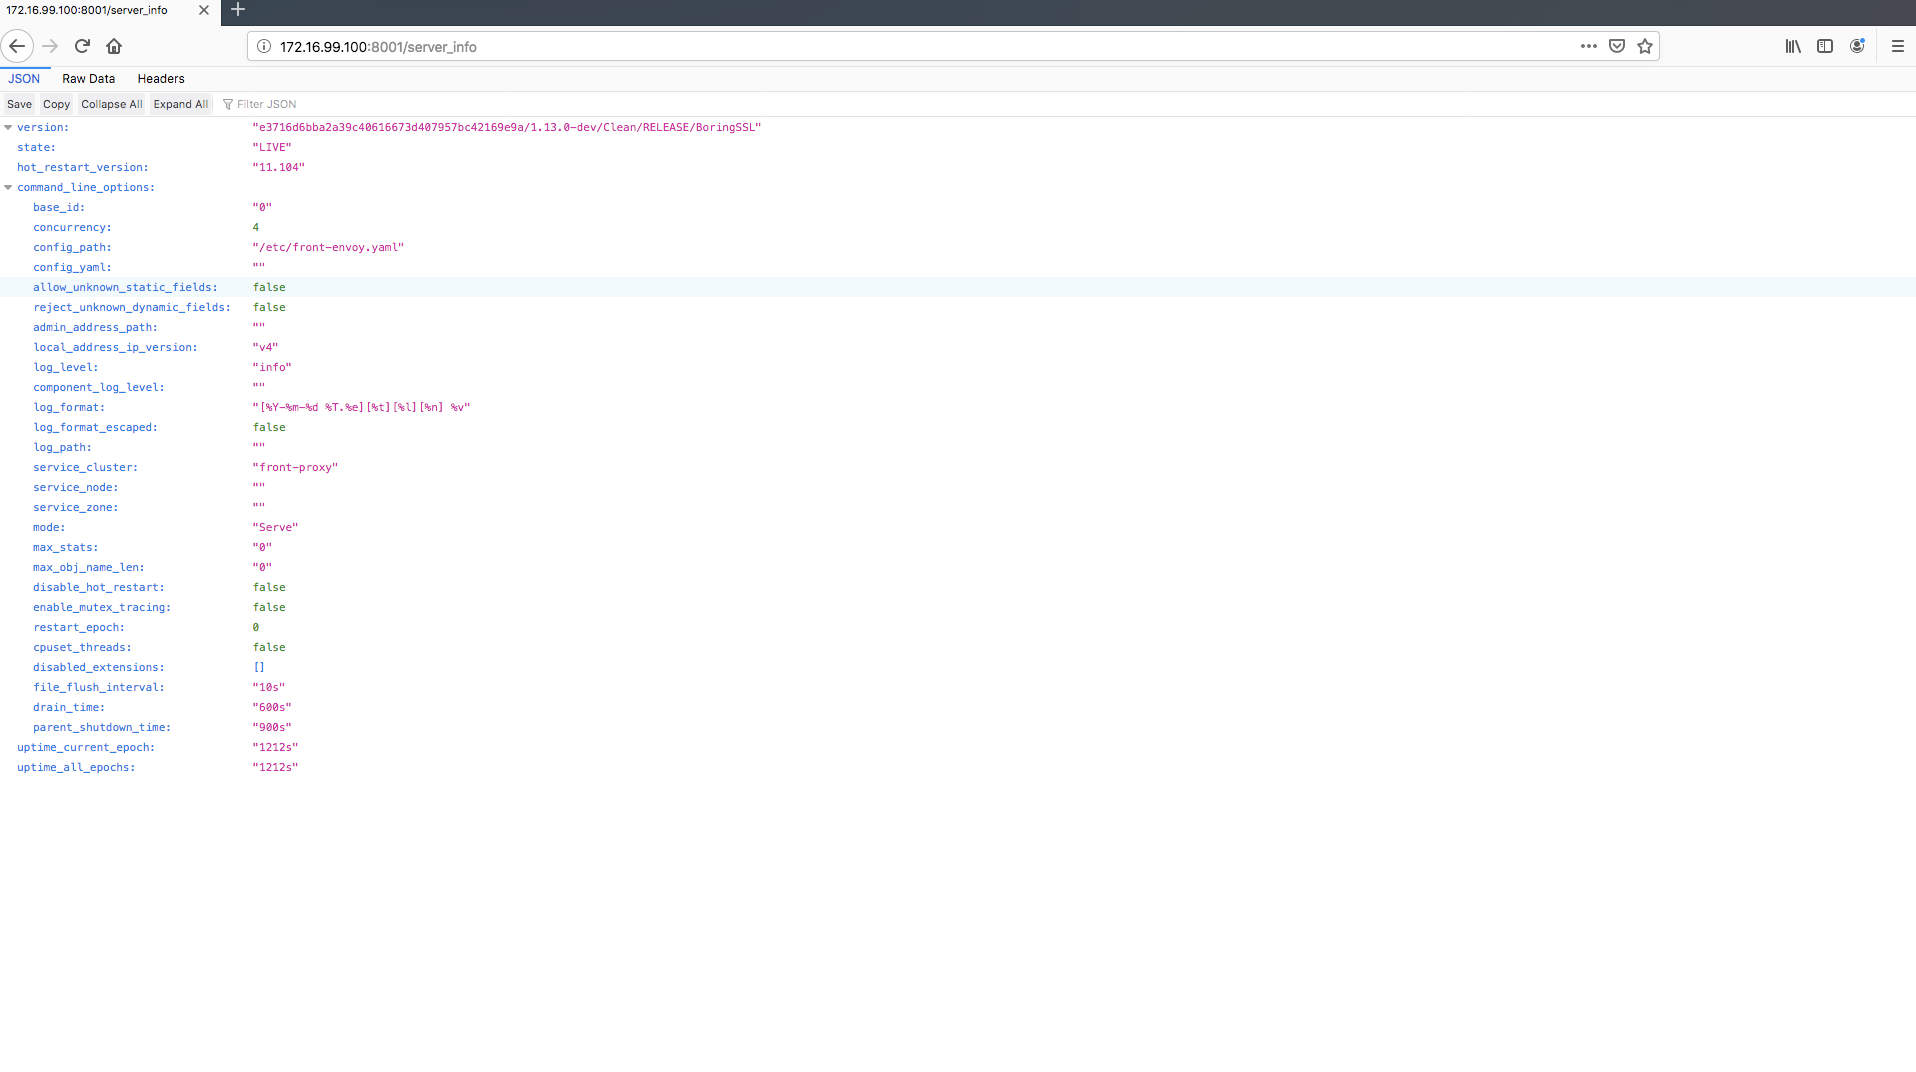 172.16.99.100:8001/server_info
172.16.99.100:8001/server_info
JSON Raw Data Headers
Save Copy Collapse All Expand All Filter JSON
version: "e3716d6bba2a39c40616673d407957bc42169e9a/1.13.0-dev/Clean/RELEASE/BoringSSL"
state: "LIVE"
hot_restart_version: "11.104"
command_line_options:
base_id: "0"
concurrency: 4
config_path: "/etc/front-envoy.yaml"
config_yaml: ""
allow_unknown_static_fields: false
reject_unknown_dynamic_fields: false
admin_address_path: ""
local_address_ip_version: "v4"
log_level: "info"
component_log_level: ""
log_format: "[%Y-%m-%d %T.%e][%t][%l][%n] %v"
log_format_escaped: false
log_path: ""
service_cluster: "front-proxy"
service_node: ""
service_zone: ""
mode: "Serve"
max_stats: "0"
max_obj_name_len: "0"
disable_hot_restart: false
enable_mutex_tracing: false
restart_epoch: 0
cpuset_threads: false
disabled_extensions: []
file_flush_interval: "10s"
drain_time: "600s"
parent_shutdown_time: "900s"
uptime_current_epoch: "1212s"
uptime_all_epochs: "1212s"